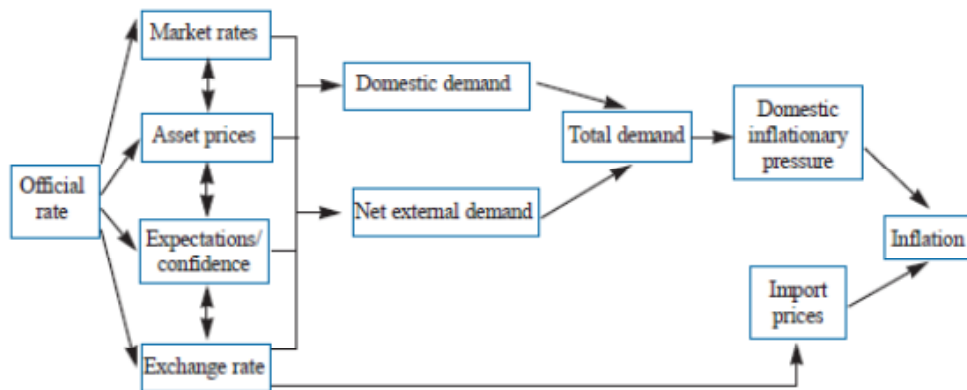 Market rates
Asset prices
Official
rate
Expectations/
confidence
Exchange rate
Domestic demand
Net external demand
Total demand
Domestic
inflationary
pressure
Import
prices
Inflation